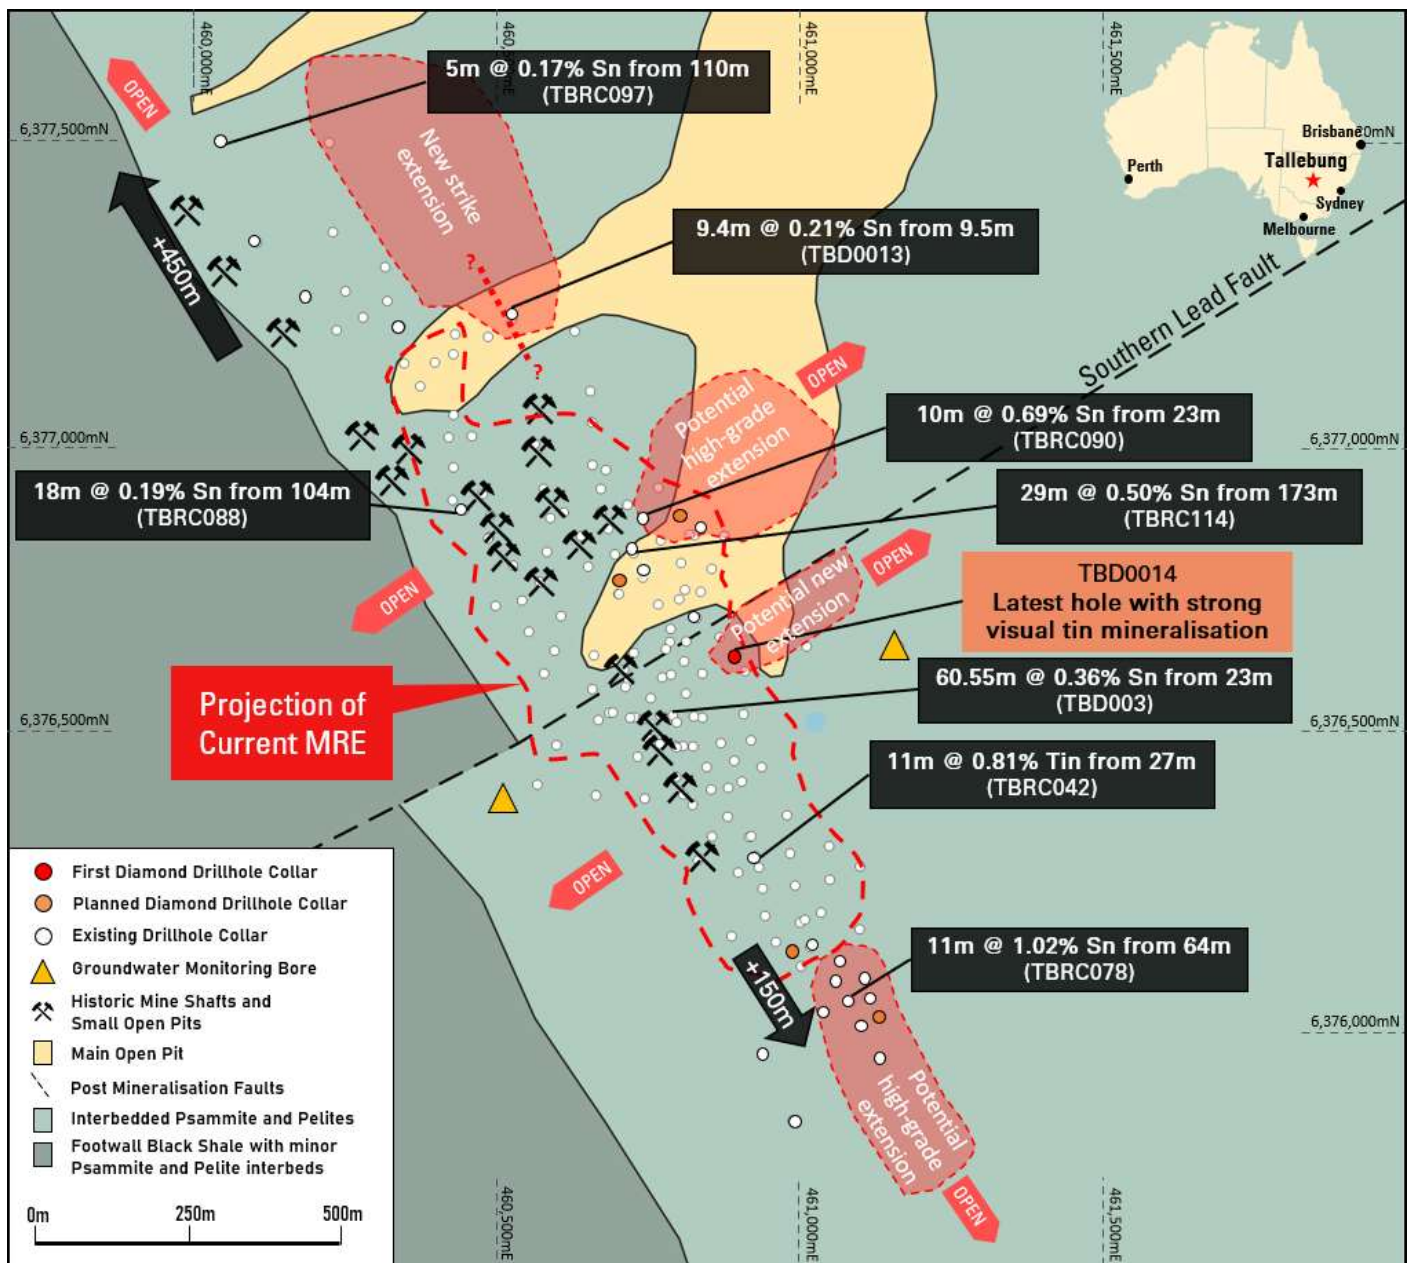 460,000mE
460,500mE
461,000mE
461,500mE
OPEN
5m @ 0.17% Sn from 110m
(TBRC097)
6,377,500mN
Brisbane
0mN
Perth
Tallebung
Sydney
Melbourne
New strike
extension
+450m
9.4m @ 0.21% Sn from 9.5m
(TBD0013)
?
?
Southern Lead Fault
OPEN
Potential
high-grade
extension
10m @ 0.69% Sn from 23m
(TBRC090)
6,377,000mN
6,377,000mN
18m @ 0.19% Sn from 104m
(TBRC088)
29m @ 0.50% Sn from 173m
(TBRC114)
OPEN
OPEN
Potential new
extension
TBD0014
Latest hole with strong
visual tin mineralisation
60.55m @ 0.36% Sn from 23m
(TBD003)
Projection of
Current MRE
6,376,500mN
6,376,500mN
11m @ 0.81% Tin from 27m
(TBRC042)
OPEN
11m @ 1.02% Sn from 64m
(TBRC078)
+150m
6,376,000mN
Potential
high-grade
extension
OPEN
First Diamond Drillhole Collar
Planned Diamond Drillhole Collar
Existing Drillhole Collar
Groundwater Monitoring Bore
Historic Mine Shafts and
Small Open Pits
Main Open Pit
Post Mineralisation Faults
Interbedded Psammite and Pelites
Footwall Black Shale with minor
Psammite and Pelite interbeds
0m
250m
500m
460,500mE
461,000mE
461,500mE